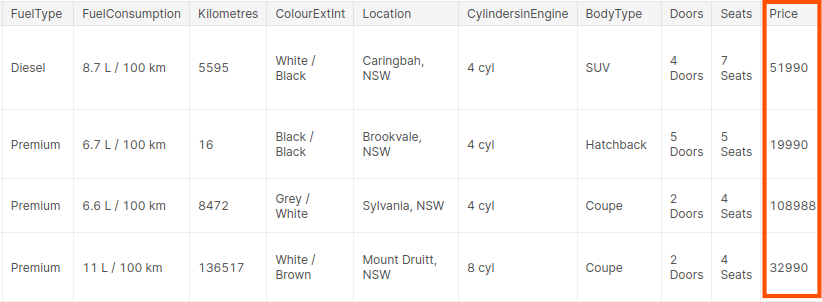 FuelType FuelConsumption Kilometres ColourExtInt Location CylindersinEngine BodyType Doors Seats Price
Diesel 8.7 L / 100 km 5595 White / Black Caringbah, NSW 4 cyl SUV 4 Doors 7 Seats 51990
Premium 6.7 L / 100 km 16 Black / Black Brookvale, NSW 4 cyl Hatchback 5 Doors 5 Seats 19990
Premium 6.6 L / 100 km 8472 Grey / White Sylvania, NSW 4 cyl Coupe 2 Doors 4 Seats 108988
Premium 11 L / 100 km 136517 White / Brown Mount Druitt, NSW 8 cyl Coupe 2 Doors 4 Seats 32990